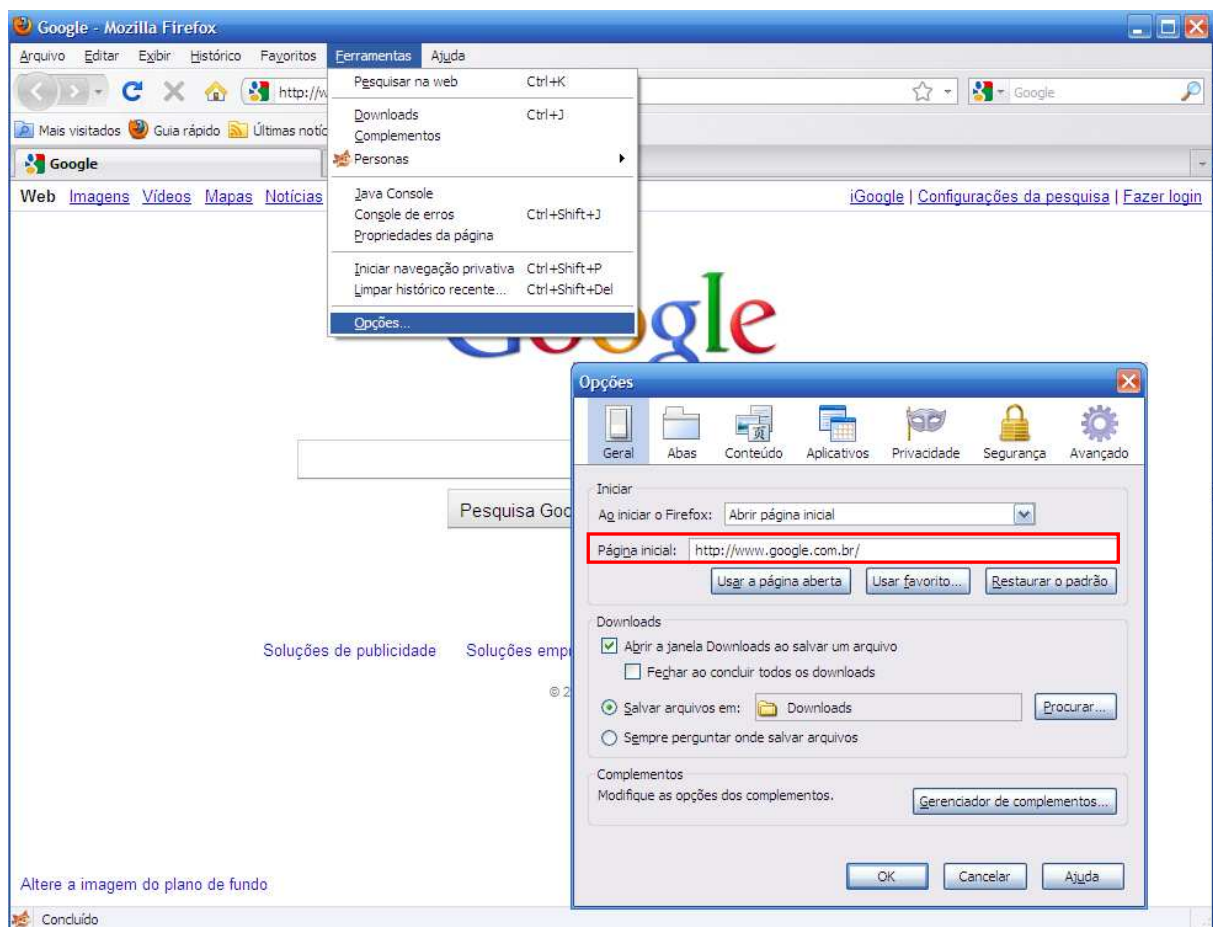 Google - Mozilla Firefox
Arquivo Editar Exibir Histórico Favoritos Ferramentas Ajuda
http://w
Google
Mais visitados Guia rápido Últimas notíc
Google
Web Imagens Vídeos Mapas Notícias
iGoogle | Configurações da pesquisa | Fazer login
Pesquisar na web Ctrl+K
Downloads Ctrl+J
Complementos
Personas
Java Console
Console de erros Ctrl+Shift+J
Propriedades da página
Iniciar navegação privativa Ctrl+Shift+P
Limpar histórico recente... Ctrl+Shift+Del
Opções...
Google
Pesquisa Goo
Soluções de publicidade Soluções empr
© 2
Opções
Geral Abas Conteúdo Aplicativos Privacidade Segurança Avançado
Iniciar
Ao iniciar o Firefox: Abrir página inicial
Página inicial: http://www.google.com.br/
Usar a página aberta Usar favorito... Restaurar o padrão
Downloads
Abrir a janela Downloads ao salvar um arquivo
Fechar ao concluir todos os downloads
Salvar arquivos em: Downloads Procurar...
Sempre perguntar onde salvar arquivos
Complementos
Modifique as opções dos complementos.
Gerenciador de complementos...
OK Cancelar Ajuda
Altere a imagem do plano de fundo
Concluído